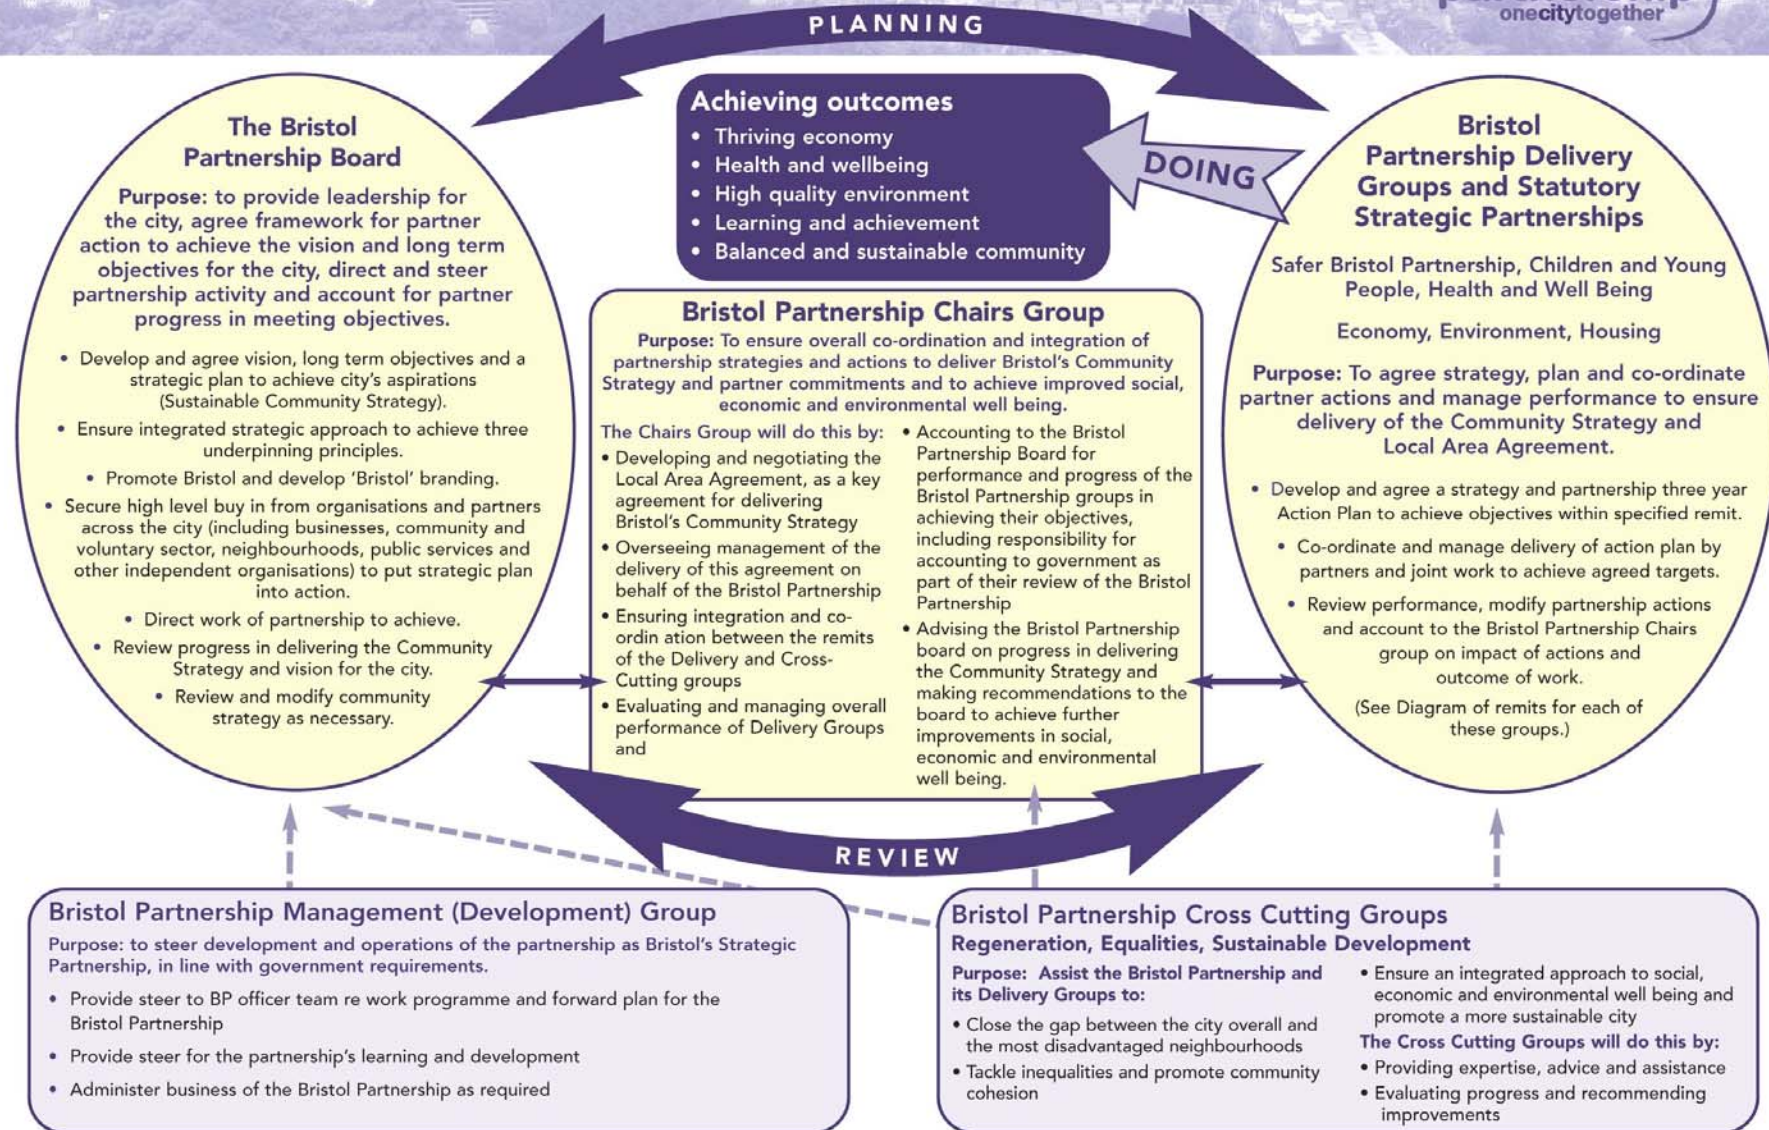 onecitytogether
PLANNING
The Bristol
Partnership Board
Purpose: to provide leadership for
the city, agree framework for partner
action to achieve the vision and long term
objectives for the city, direct and steer
partnership activity and account for partner
progress in meeting objectives.
• Develop and agree vision, long term objectives and a
strategic plan to achieve city's aspirations
(Sustainable Community Strategy).
• Ensure integrated strategic approach to achieve three
underpinning principles.
• Promote Bristol and develop 'Bristol' branding.
• Secure high level buy in from organisations and partners
across the city (including businesses, community and
voluntary sector, neighbourhoods, public services and
other independent organisations) to put strategic plan
into action.
• Direct work of partnership to achieve.
• Review progress in delivering the Community
Strategy and vision for the city.
• Review and modify community
strategy as necessary.
Achieving outcomes
• Thriving economy
• Health and wellbeing
• High quality environment
• Learning and achievement
• Balanced and sustainable community
DOING
Bristol Partnership Chairs Group
Purpose: To ensure overall co-ordination and integration of
partnership strategies and actions to deliver Bristol's Community
Strategy and partner commitments and to achieve improved social,
economic and environmental well being.
The Chairs Group will do this by:
• Developing and negotiating the
Local Area Agreement, as a key
agreement for delivering
Bristol's Community Strategy
• Overseeing management of the
delivery of this agreement on
behalf of the Bristol Partnership
• Ensuring integration and co-
ordin ation between the remits
of the Delivery and Cross-
Cutting groups
• Evaluating and managing overall
performance of Delivery Groups
and
• Accounting to the Bristol
Partnership Board for
performance and progress of the
Bristol Partnership groups in
achieving their objectives,
including responsibility for
accounting to government as
part of their review of the Bristol
Partnership
• Advising the Bristol Partnership
board on progress in delivering
the Community Strategy and
making recommendations to the
board to achieve further
improvements in social,
economic and environmental
well being.
Bristol
Partnership Delivery
Groups and Statutory
Strategic Partnerships
Safer Bristol Partnership, Children and Young
People, Health and Well Being
Economy, Environment, Housing
Purpose: To agree strategy, plan and co-ordinate
partner actions and manage performance to ensure
delivery of the Community Strategy and
Local Area Agreement.
• Develop and agree a strategy and partnership three year
Action Plan to achieve objectives within specified remit.
• Co-ordinate and manage delivery of action plan by
partners and joint work to achieve agreed targets.
• Review performance, modify partnership actions
and account to the Bristol Partnership Chairs
group on impact of actions and
outcome of work.
(See Diagram of remits for each of
these groups.)
REVIEW
Bristol Partnership Management (Development) Group
Purpose: to steer development and operations of the partnership as Bristol's Strategic
Partnership, in line with government requirements.
• Provide steer to BP officer team re work programme and forward plan for the
Bristol Partnership
• Provide steer for the partnership's learning and development
• Administer business of the Bristol Partnership as required
Bristol Partnership Cross Cutting Groups
Regeneration, Equalities, Sustainable Development
Purpose: Assist the Bristol Partnership and
its Delivery Groups to:
• Close the gap between the city overall and
the most disadvantaged neighbourhoods
• Tackle inequalities and promote community
cohesion
• Ensure an integrated approach to social,
economic and environmental well being and
promote a more sustainable city
The Cross Cutting Groups will do this by:
• Providing expertise, advice and assistance
• Evaluating progress and recommending
improvements